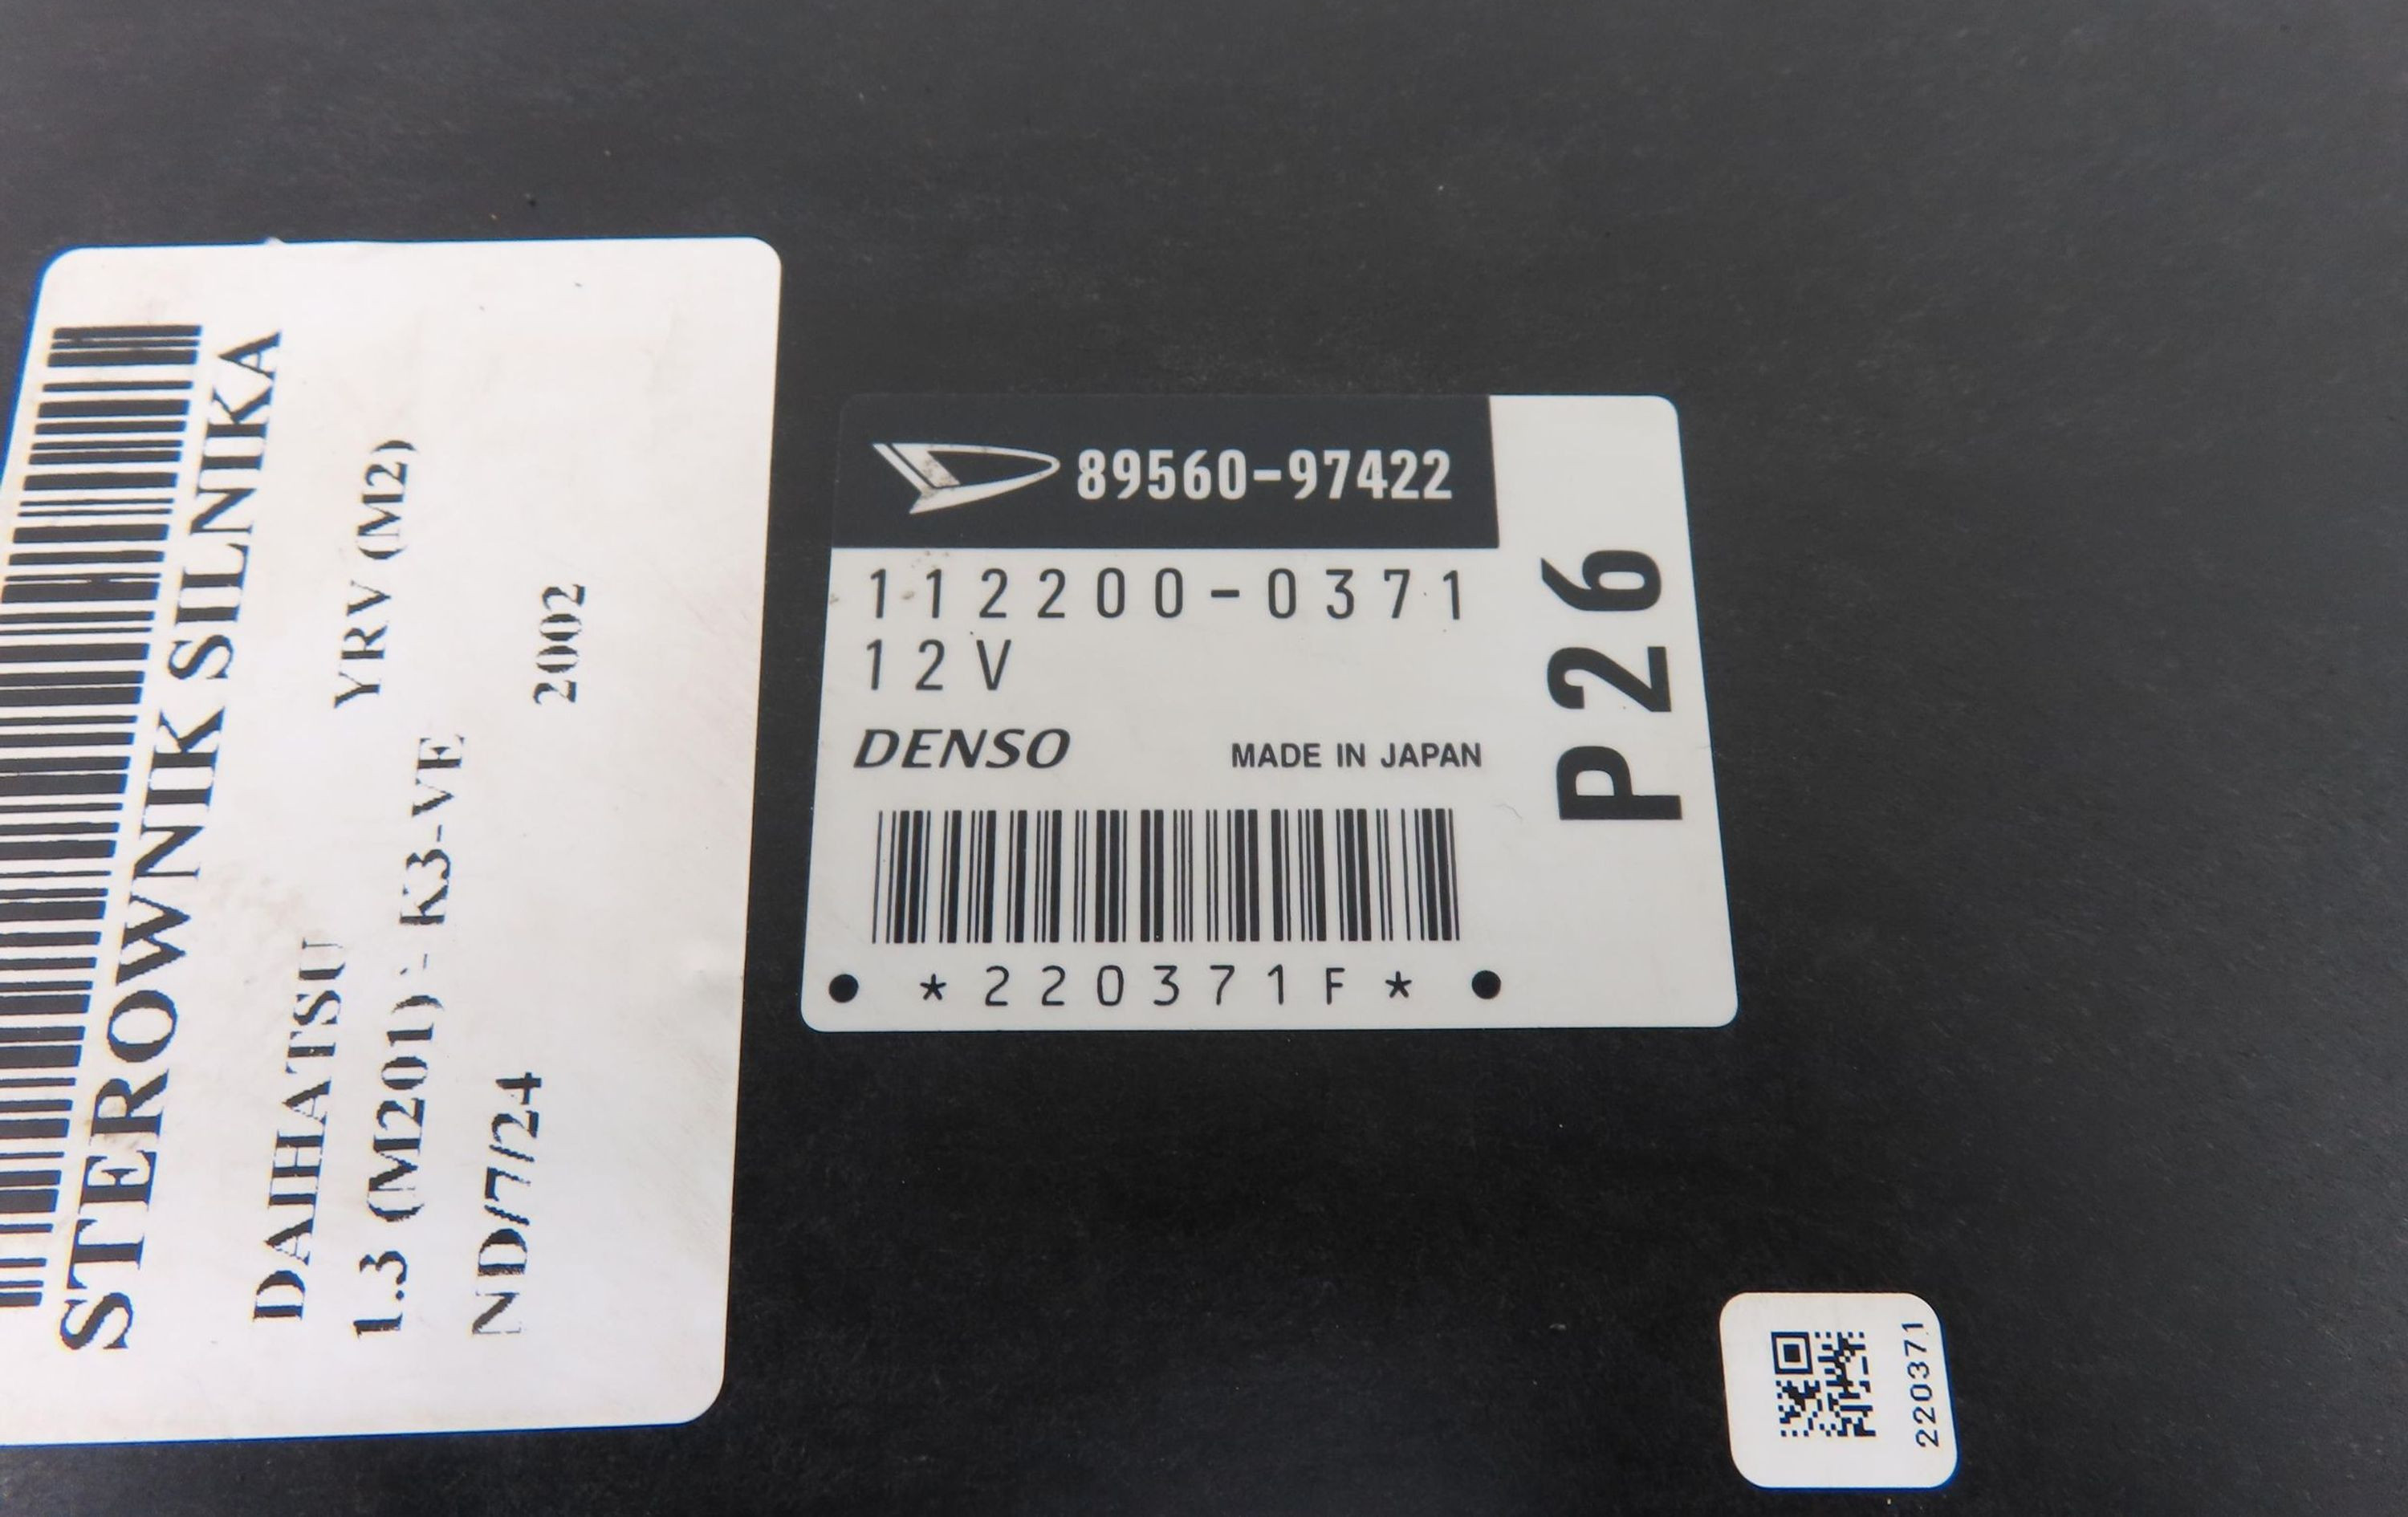 STEROWNIK SILNIKA
DAIHATSU YRV (M2)
1.3 (M201) - K3-VE
ND/7/24 2002
89560-97422
112200-0371
12V
DENSO MADE IN JAPAN
*220371F*
P26
220371